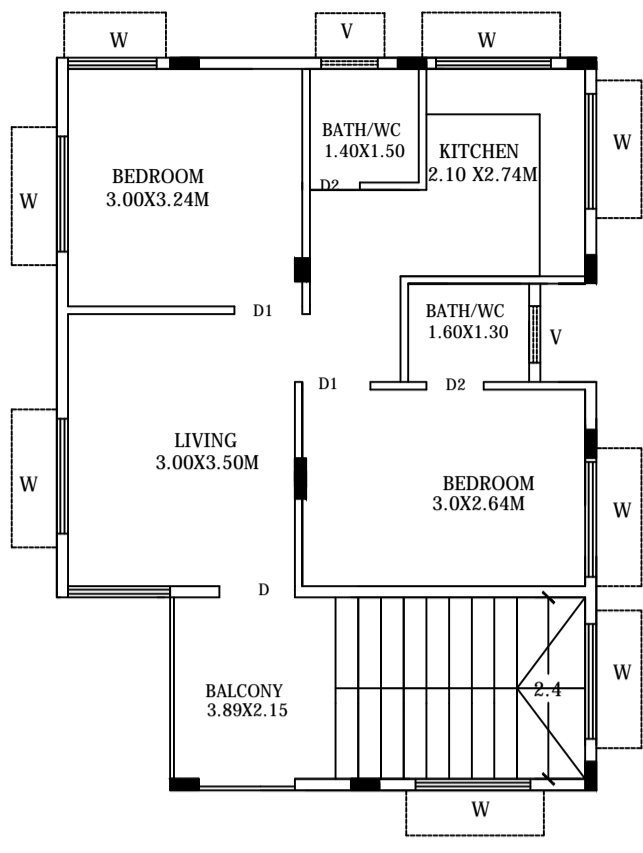 W
V
W
BATH/WC
1.40X1.50
KITCHEN
2.10 X2.74M
W
BEDROOM
3.00X3.24M
D2
W
D1
BATH/WC
1.60X1.30
V
D1
D2
LIVING
3.00X3.50M
W
BEDROOM
3.0X2.64M
W
D
BALCONY
3.89X2.15
2.4
W
W